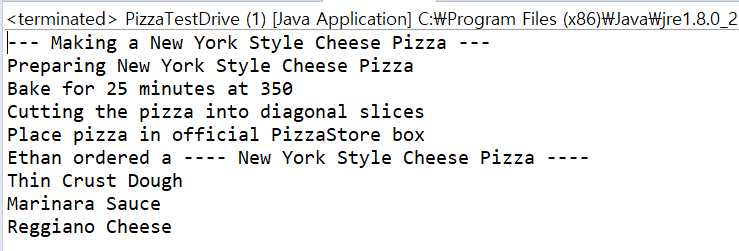 <terminated> PizzaTestDrive (1) [Java Application] C:₩Program Files (x86)₩Java₩jre1.8.0_2
--- Making a New York Style Cheese Pizza ---
Preparing New York Style Cheese Pizza
Bake for 25 minutes at 350
Cutting the pizza into diagonal slices
Place pizza in official PizzaStore box
Ethan ordered a ---- New York Style Cheese Pizza ----
Thin Crust Dough
Marinara Sauce
Reggiano Cheese